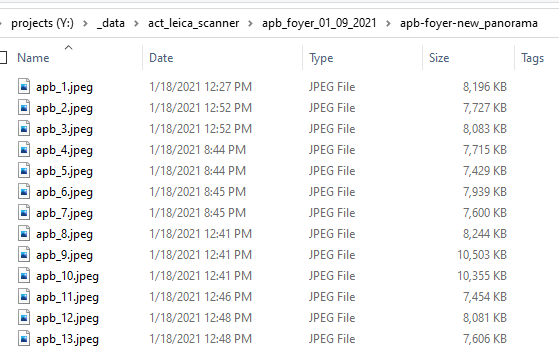 projects (Y:) > _data > act_leica_scanner > apb_foyer_01_09_2021 > apb-foyer-new_panorama
Name Date Type Size Tags
apb_1.jpeg 1/18/2021 12:27 PM JPEG File 8,196 KB
apb_2.jpeg 1/18/2021 12:52 PM JPEG File 7,727 KB
apb_3.jpeg 1/18/2021 12:52 PM JPEG File 8,083 KB
apb_4.jpeg 1/18/2021 8:44 PM JPEG File 7,715 KB
apb_5.jpeg 1/18/2021 8:44 PM JPEG File 7,429 KB
apb_6.jpeg 1/18/2021 8:45 PM JPEG File 7,939 KB
apb_7.jpeg 1/18/2021 8:45 PM JPEG File 7,600 KB
apb_8.jpeg 1/18/2021 12:41 PM JPEG File 8,244 KB
apb_9.jpeg 1/18/2021 12:41 PM JPEG File 10,503 KB
apb_10.jpeg 1/18/2021 12:41 PM JPEG File 10,355 KB
apb_11.jpeg 1/18/2021 12:46 PM JPEG File 7,454 KB
apb_12.jpeg 1/18/2021 12:48 PM JPEG File 8,081 KB
apb_13.jpeg 1/18/2021 12:48 PM JPEG File 7,606 KB